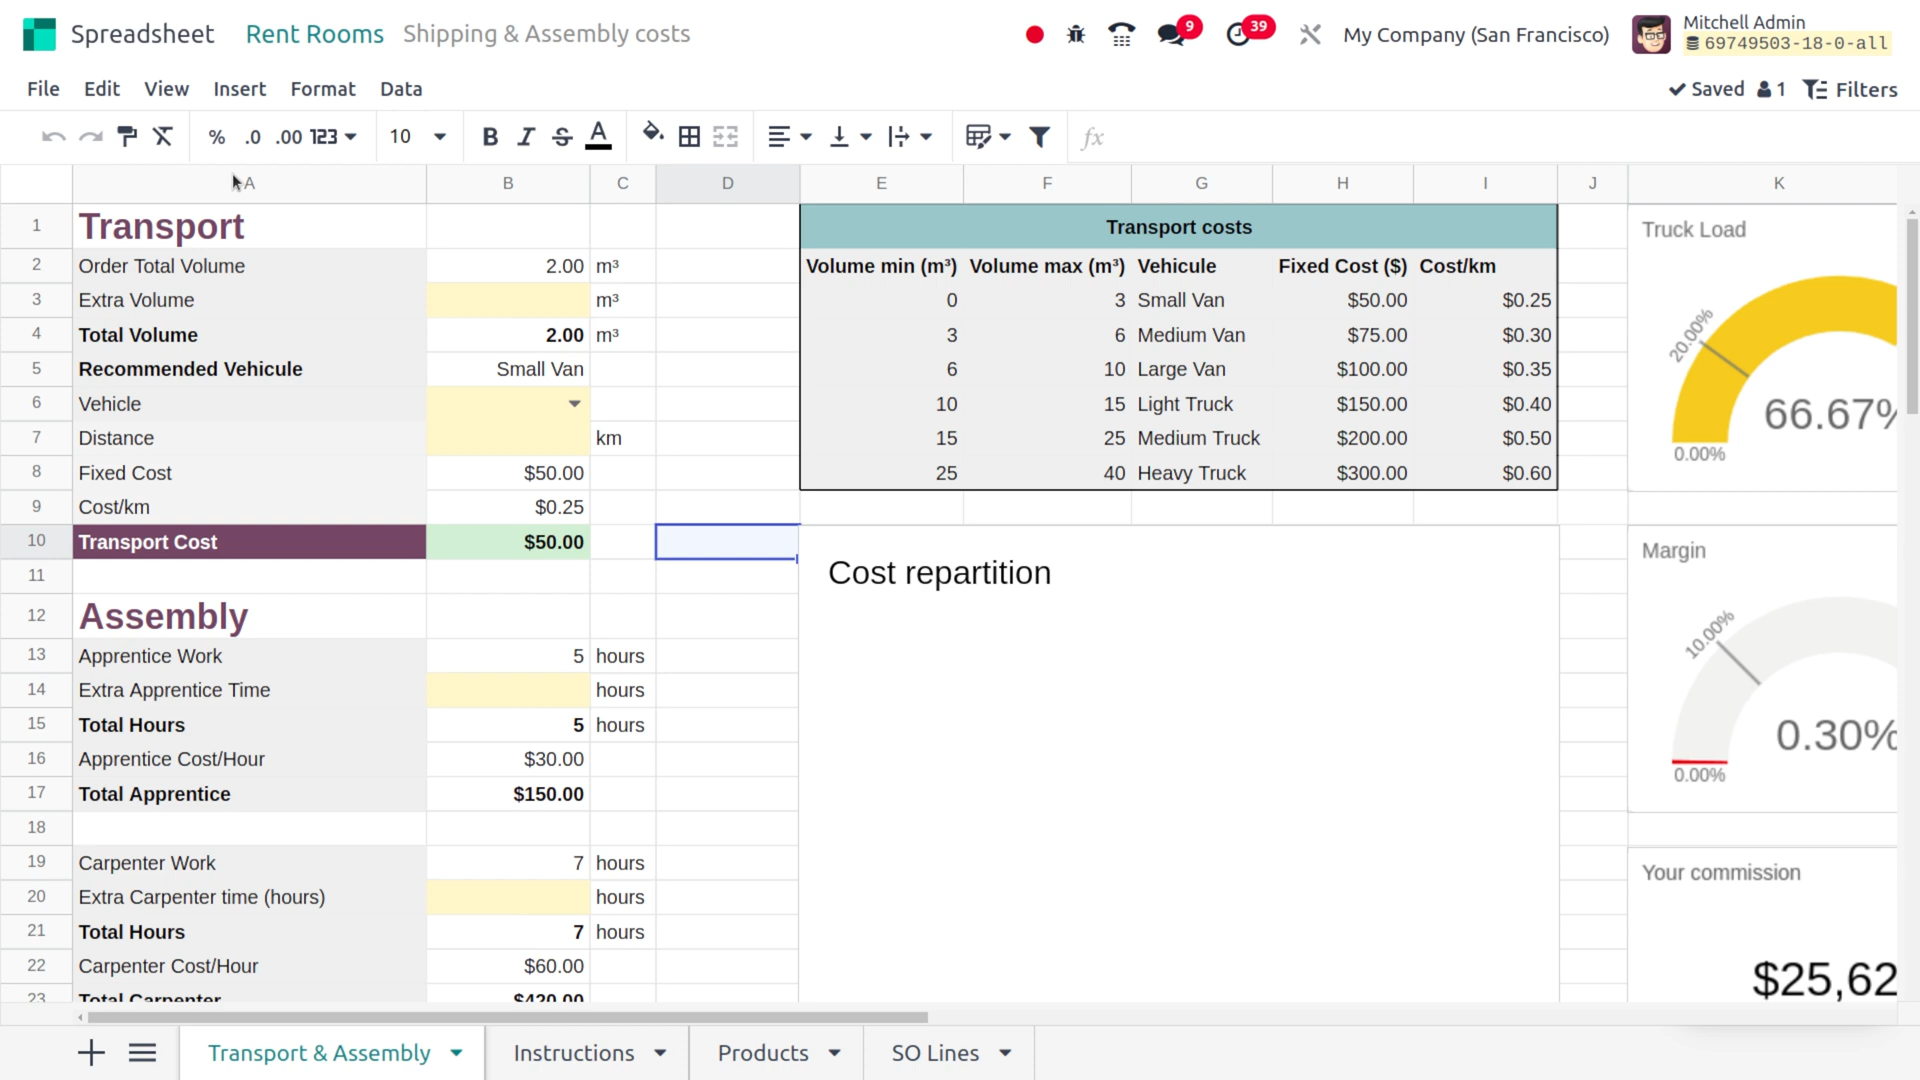 Spreadsheet Rent Rooms Shipping & Assembly costs 9 39 My Company (San Francisco) Mitchell Admin
69749503-18-0-all
File Edit View Insert Format Data Saved 1 Filters
% .0 .00 123 10 B I S A fx
A B C D E F G H I J K
1 Transport Transport costs Truck Load
2 Order Total Volume 2.00 m³ Volume min (m³) Volume max (m³) Vehicule Fixed Cost ($) Cost/km
3 Extra Volume m³ 0 3 Small Van $50.00 $0.25
20.00%
4 Total Volume 2.00 m³ 3 6 Medium Van $75.00 $0.30
5 Recommended Vehicule Small Van 6 10 Large Van $100.00 $0.35
6 Vehicle 10 15 Light Truck $150.00 $0.40 66.67%
7 Distance km 15 25 Medium Truck $200.00 $0.50
0.00%
8 Fixed Cost $50.00 25 40 Heavy Truck $300.00 $0.60
9 Cost/km $0.25
10 Transport Cost $50.00 Margin
11 Cost repartition
12 Assembly 10.00%
13 Apprentice Work 5 hours
14 Extra Apprentice Time hours
15 Total Hours 5 hours 0.30%
16 Apprentice Cost/Hour $30.00 0.00%
17 Total Apprentice $150.00
18
19 Carpenter Work 7 hours Your commission
20 Extra Carpenter time (hours) hours
21 Total Hours 7 hours
22 Carpenter Cost/Hour $60.00 $25,62
23 Total Carpenter $420.00
Transport & Assembly Instructions Products SO Lines